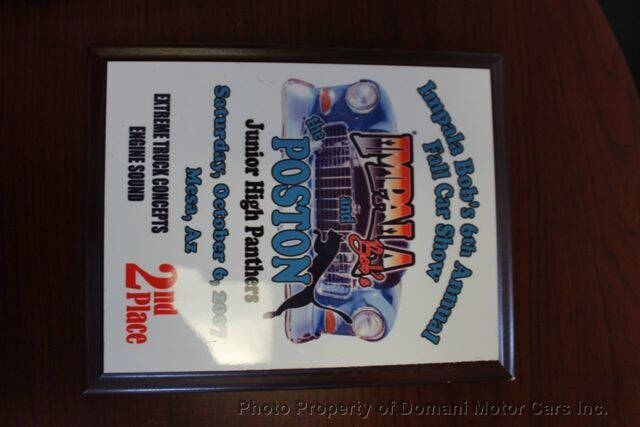 Impala Bob's 6th Annual
Fall Car Show
IMPALA
Bob's
and
the
POSTON
Junior High Panthers
Saturday, October 6, 2007
Mesa, Az
EXTREME TRUCK CONCEPTS
ENGINE SOUND
2nd
Place
Photo Property of Domani Motor Cars Inc.